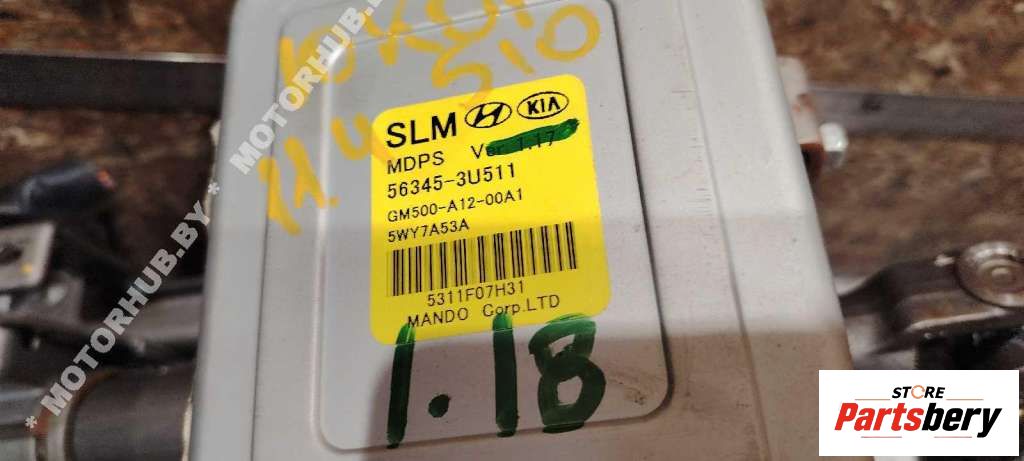 SLM KIA
MDPS Ver. 1.17
56345-3U511
GM500-A12-00A1
5WY7A53A
5311F07H31
MANDO Corp.LTD
1.18
510
* MOTORHUB.BY * MOTORHUB.BY *
STORE
Partsbery